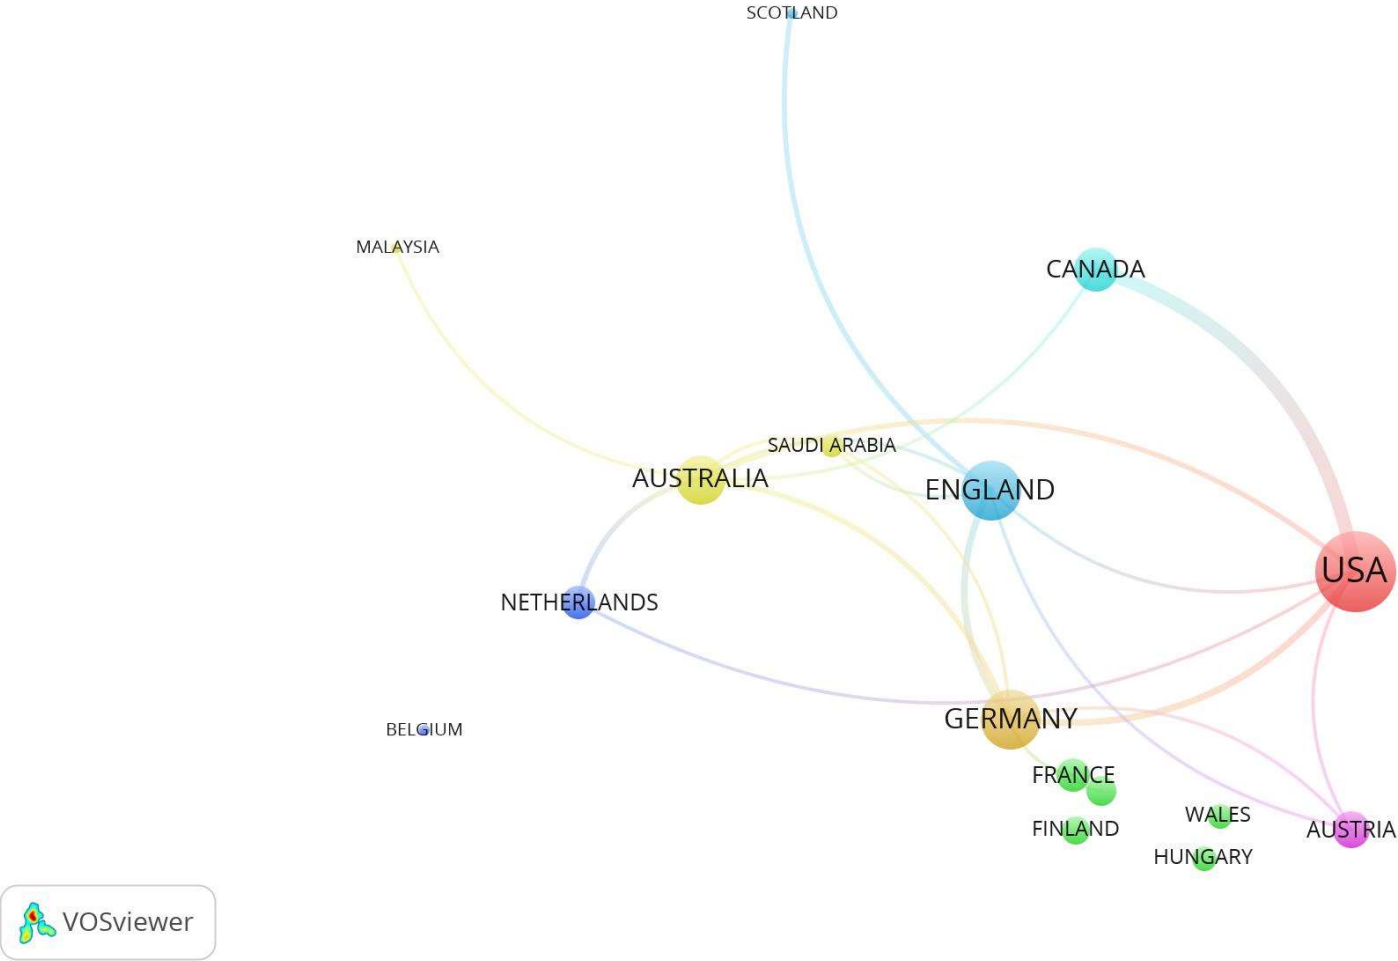 SCOTLAND
MALAYSIA
CANADA
SAUDI ARABIA
AUSTRALIA
ENGLAND
USA
NETHERLANDS
GERMANY
BELGIUM
FRANCE
WALES
FINLAND
AUSTRIA
HUNGARY
VOSviewer